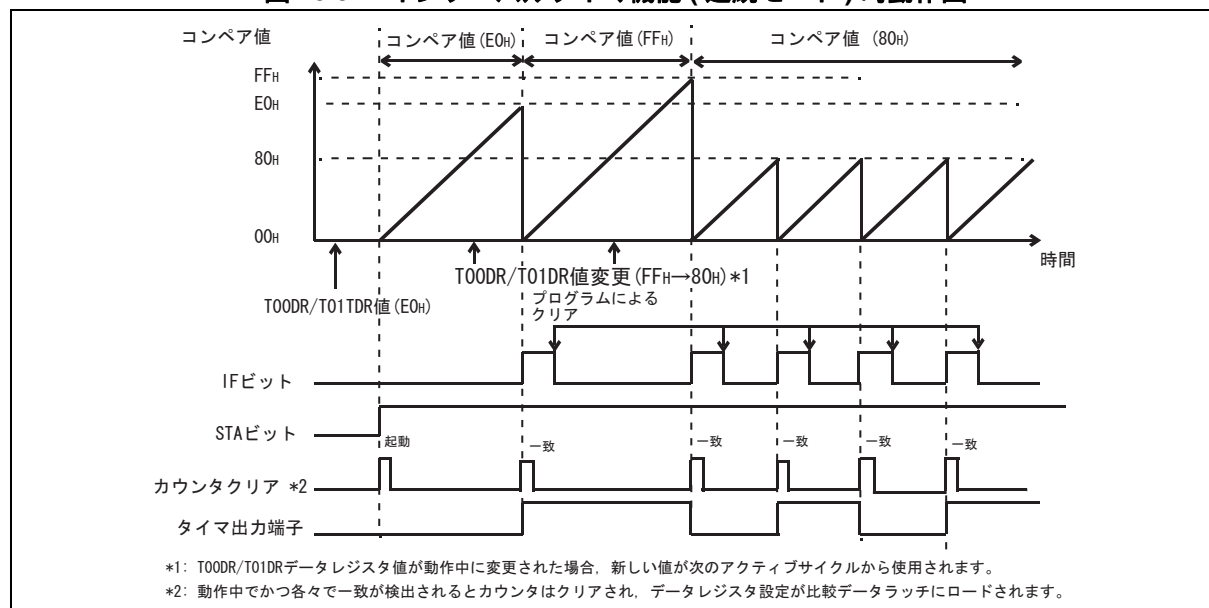 コンペア値
コンペア値(E0H)
コンペア値(FFH)
コンペア値 (80H)
FFH
E0H
80H
00H
時間
T00DR/T01DR値変更(FFH→80H)*1
T00DR/T01TDR値(E0H)
プログラムによる
クリア
IFビット
STAビット
起動
一致
一致
一致
一致
一致
カウンタクリア *2
タイマ出力端子
*1: T00DR/T01DRデータレジスタ値が動作中に変更された場合, 新しい値が次のアクティブサイクルから使用されます。
*2: 動作中でかつ各々で一致が検出されるとカウンタはクリアされ, データレジスタ設定が比較データラッチにロードされます。